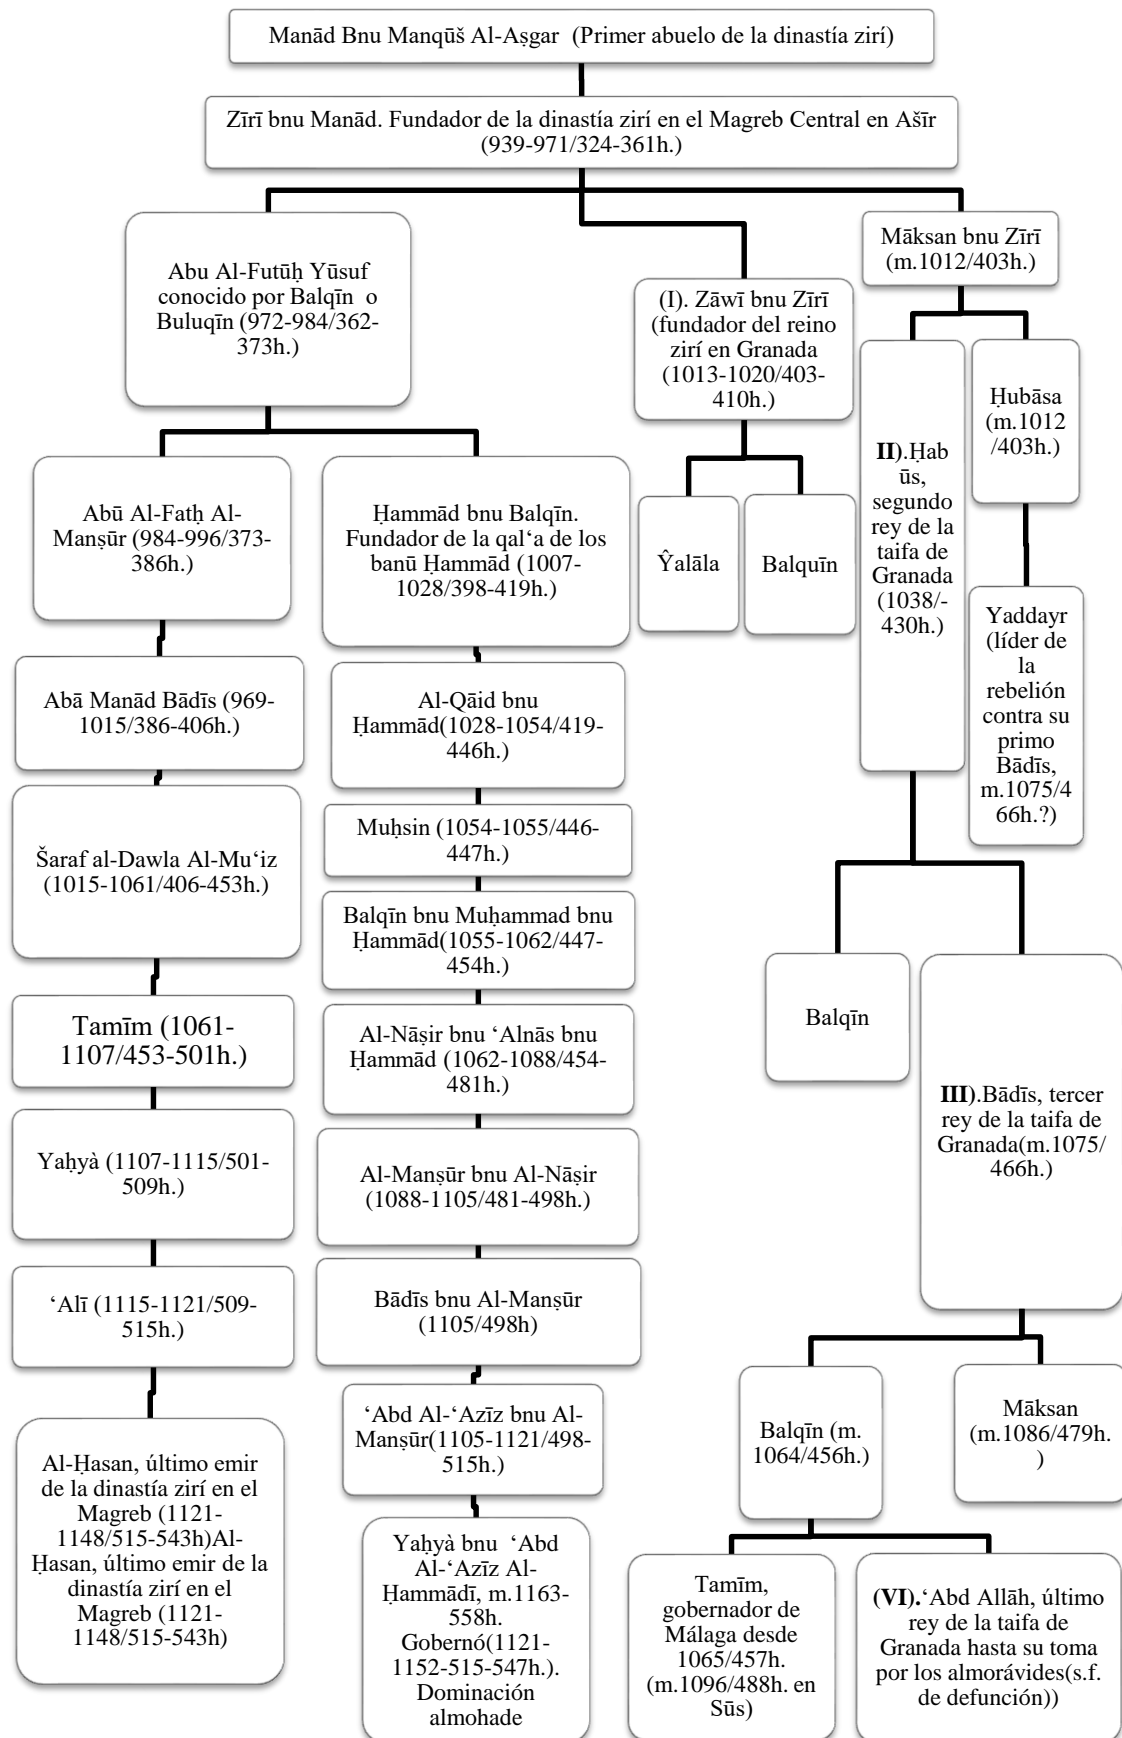 Manād Bnu Manqūš Al-Aṣgar  (Primer abuelo de la dinastía zirí)
Zīrī bnu Manād. Fundador de la dinastía zirí en el Magreb Central en Ašīr
(939-971/324-361h.)
Abu Al-Futūḥ Yūsuf
conocido por Balqīn  o
Buluqīn (972-984/362-
373h.)
(I). Zāwī bnu Zīrī
(fundador del reino
zirí en Granada
(1013-1020/403-
410h.)
Māksan bnu Zīrī
(m.1012/403h.)
Abū Al-Fatḥ Al-
Manṣūr (984-996/373-
386h.)
Ḥammād bnu Balqīn.
Fundador de la qal‘a de los
banū Ḥammād (1007-
1028/398-419h.)
Ŷalāla
Balquīn
II).Ḥab
ūs,
segundo
rey de la
taifa de
Granada
(1038/-
430h.)
Ḥubāsa
(m.1012
/403h.)
Yaddayr
(líder de
la
rebelión
contra su
primo
Bādīs,
m.1075/4
66h.?)
Abā Manād Bādīs (969-
1015/386-406h.)
Al-Qāid bnu
Ḥammād(1028-1054/419-
446h.)
Šaraf al-Dawla Al-Mu‘iz
(1015-1061/406-453h.)
Muḥsin (1054-1055/446-
447h.)
Balqīn bnu Muḥammad bnu
Ḥammād(1055-1062/447-
454h.)
Tamīm (1061-
1107/453-501h.)
Al-Nāṣir bnu ‘Alnās bnu
Ḥammād (1062-1088/454-
481h.)
Balqīn
III).Bādīs, tercer
rey de la taifa de
Granada(m.1075/
466h.)
Yaḥyà (1107-1115/501-
509h.)
Al-Manṣūr bnu Al-Nāṣir
(1088-1105/481-498h.)
‘Alī (1115-1121/509-
515h.)
Bādīs bnu Al-Manṣūr
(1105/498h)
Al-Ḥasan, último emir
de la dinastía zirí en el
Magreb (1121-
1148/515-543h)Al-
Ḥasan, último emir de la
dinastía zirí en el
Magreb (1121-
1148/515-543h)
‘Abd Al-‘Azīz bnu Al-
Manṣūr(1105-1121/498-
515h.)
Yaḥyà bnu  ‘Abd
Al-‘Azīz Al-
Ḥammādī, m.1163-
558h.
Gobernó(1121-
1152-515-547h.).
Dominación
almohade
Balqīn (m.
1064/456h.)
Māksan
(m.1086/479h.
)
Tamīm,
gobernador de
Málaga desde
1065/457h.
(m.1096/488h. en
Sūs)
(VI).‘Abd Allāh, último
rey de la taifa de
Granada hasta su toma
por los almorávides(s.f.
de defunción))